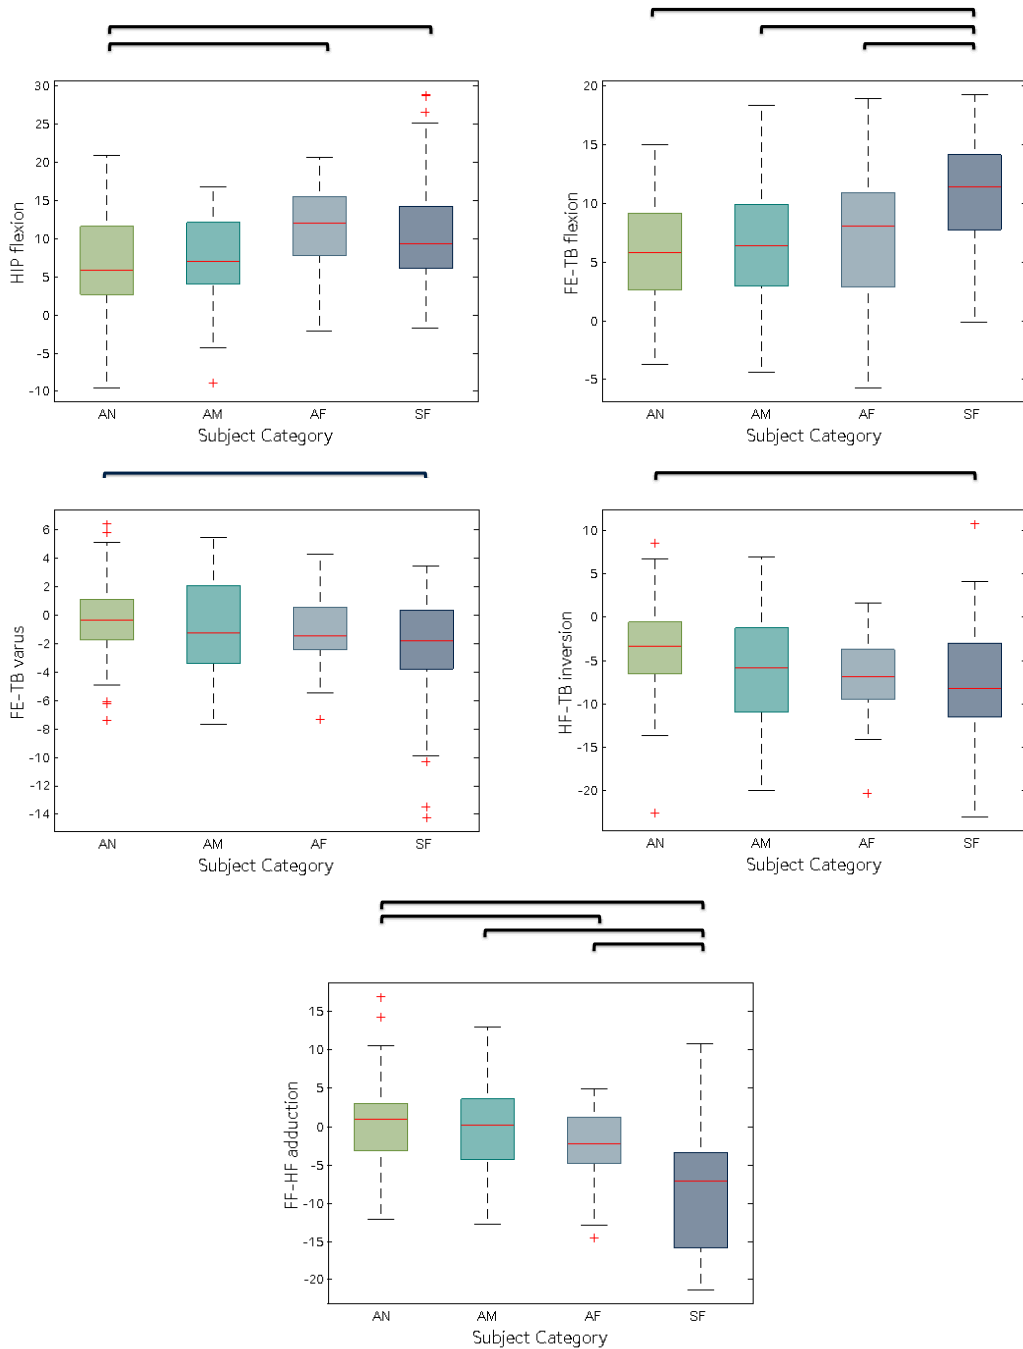 HIP flexion
30
25
20
15
10
5
0
-5
-10
AN AM AF SF
Subject Category
FE-TB flexion
20
15
10
5
0
-5
AN AM AF SF
Subject Category
FE-TB varus
6
4
2
0
-2
-4
-6
-8
-10
-12
-14
AN AM AF SF
Subject Category
HF-TB inversion
10
5
0
-5
-10
-15
-20
AN AM AF SF
Subject Category
FF-HF adduction
15
10
5
0
-5
-10
-15
-20
AN AM AF SF
Subject Category